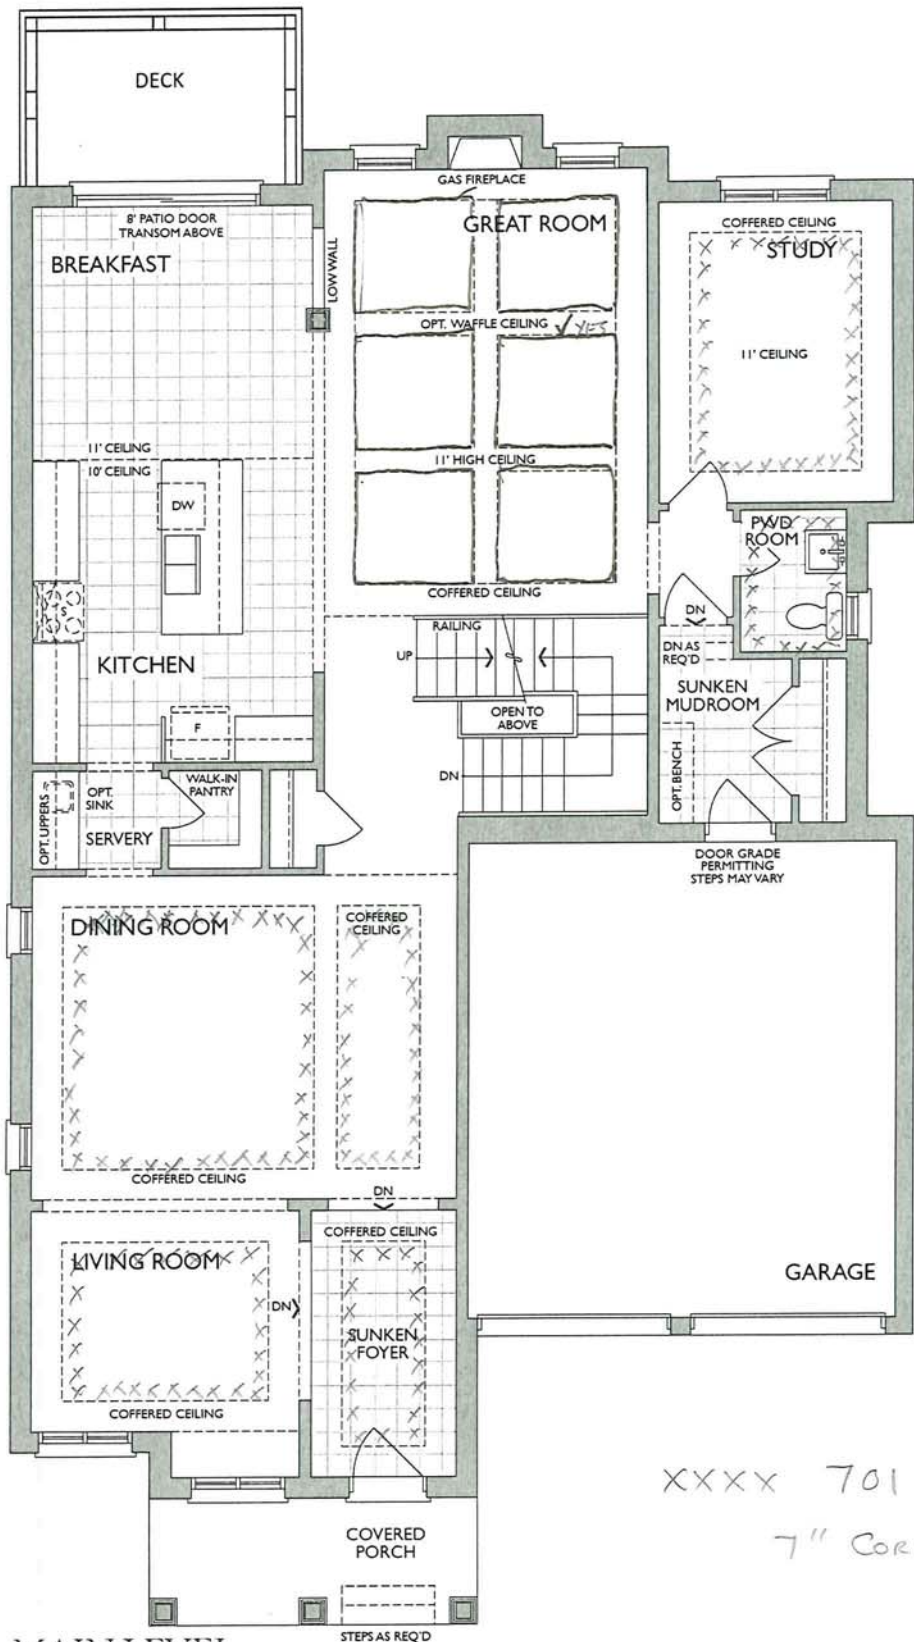 DECK
GAS FIREPLACE
GREAT ROOM
8' PATIO DOOR
TRANSOM ABOVE
BREAKFAST
LOW WALL
OPT. WAFFLE CEILING ✓ YES
COFFERED CEILING
STUDY
11' CEILING
11' CEILING
10' CEILING
11' HIGH CEILING
DW
COFFERED CEILING
PWD
ROOM
S
KITCHEN
RAILING
UP
OPEN TO
ABOVE
DN
DN
DN AS
REQ'D
SUNKEN
MUDROOM
OPT. BENCH
F
OPT. UPPERS
OPT.
SINK
WALK-IN
PANTRY
SERVERY
DOOR GRADE
PERMITTING
STEPS MAY VARY
DINING ROOM
COFFERED
CEILING
COFFERED CEILING
DN
COFFERED CEILING
LIVING ROOM
DN
SUNKEN
FOYER
COFFERED CEILING
GARAGE
XXXX 701
7" COR
COVERED
PORCH
STEPS AS REQ'D